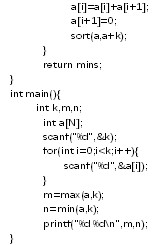 a[i]=a[i]+a[i+1];
a[i+1]=0;
sort(a,a+k);
}
return mins;
}
int main(){
int k,m,n;
int a[N];
scanf("%d",&k);
for(int i=0;i<k;i++){
scanf("%d",&a[i]);
}
m=max(a,k);
n=min(a,k);
printf("%d %d\n",m,n);
}